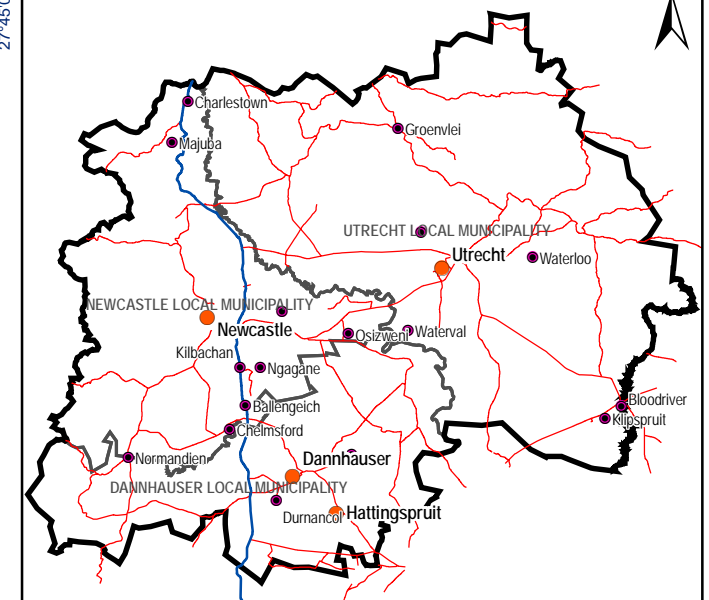 27°45'0
Charlestown
Groenvlei
Majuba
UTRECHT LOCAL MUNICIPALITY
Utrecht
Waterloo
NEWCASTLE LOCAL MUNICIPALITY
Newcastle
Osizweni
Waterval
Kilbachan
Ngagane
Ballengeich
Bloodriver
Klipspruit
Chelmsford
Normandien
Dannhauser
DANNHAUSER LOCAL MUNICIPALITY
Durnancol
Hattingspruit